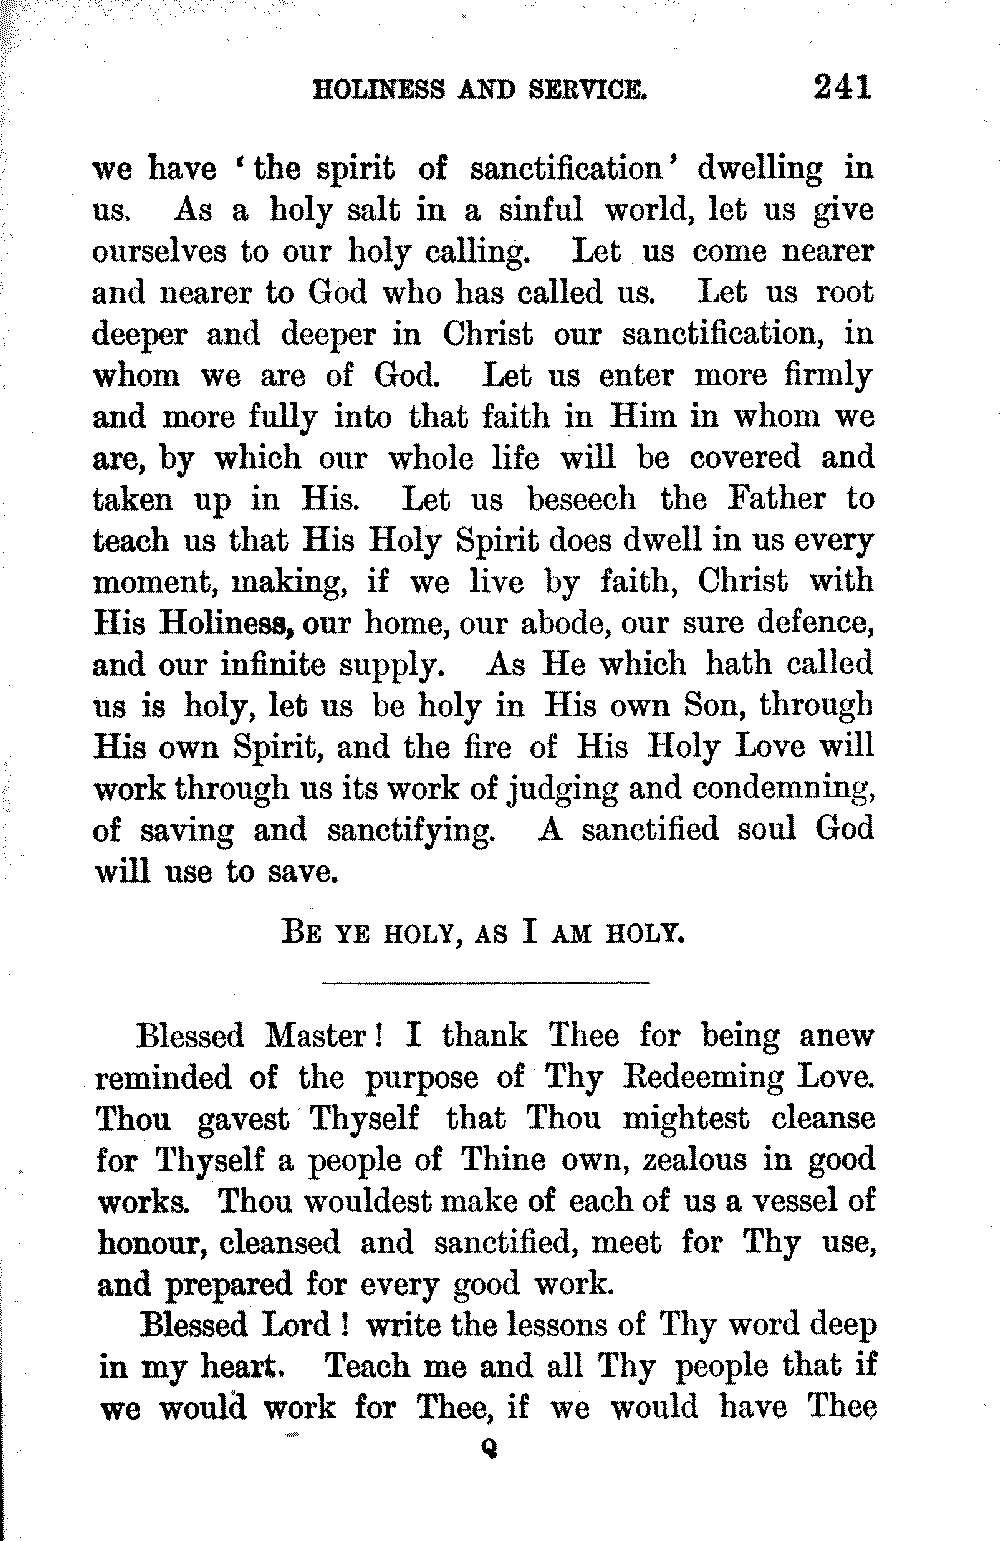 HOLINESS AND SERVICE. 241
we have ‘the spirit of sanctification’ dwelling in
us. As a holy salt in a sinful world, let us give
ourselves to our holy calling. Let us come nearer
and nearer to God who has called us. Let us root
deeper and deeper in Christ our sanctification, in
whom we are of God. Let us enter more firmly
and more fully into that faith in Him in whom we
are, by which our whole life will be covered and
taken up in His. Let us beseech the Father to
teach us that His Holy Spirit does dwell in us every
moment, making, if we live by faith, Christ with
His Holiness, our home, our abode, our sure defence,
and our infinite supply. As He which hath called
us is holy, let us be holy in His own Son, through
His own Spirit, and the fire of His Holy Love will
work through us its work of judging and condemning,
of saving and sanctifying. A sanctified soul God
will use to save.
BE YE HOLY, AS I AM HOLY.
Blessed Master! I thank Thee for being anew
reminded of the purpose of Thy Redeeming Love.
Thou gavest Thyself that Thou mightest cleanse
for Thyself a people of Thine own, zealous in good
works. Thou wouldest make of each of us a vessel of
honour, cleansed and sanctified, meet for Thy use,
and prepared for every good work.
Blessed Lord! write the lessons of Thy word deep
in my heart. Teach me and all Thy people that if
we would work for Thee, if we would have Thee
Q